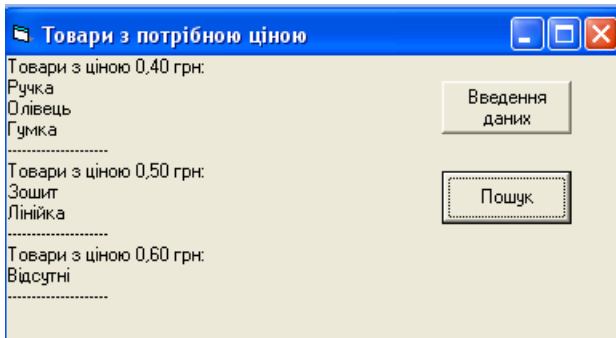 Товари з потрібною ціною
Товари з ціною 0,40 грн:
Ручка
Олівець
Гумка
--------------------
Товари з ціною 0,50 грн:
Зошит
Лінійка
--------------------
Товари з ціною 0,60 грн:
Відсутні
--------------------
Введення
даних
Пошук